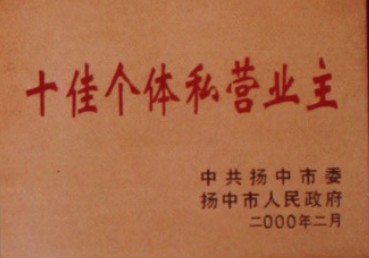 十佳个体私营业主
中共扬中市委
扬中市人民政府
二000年二月